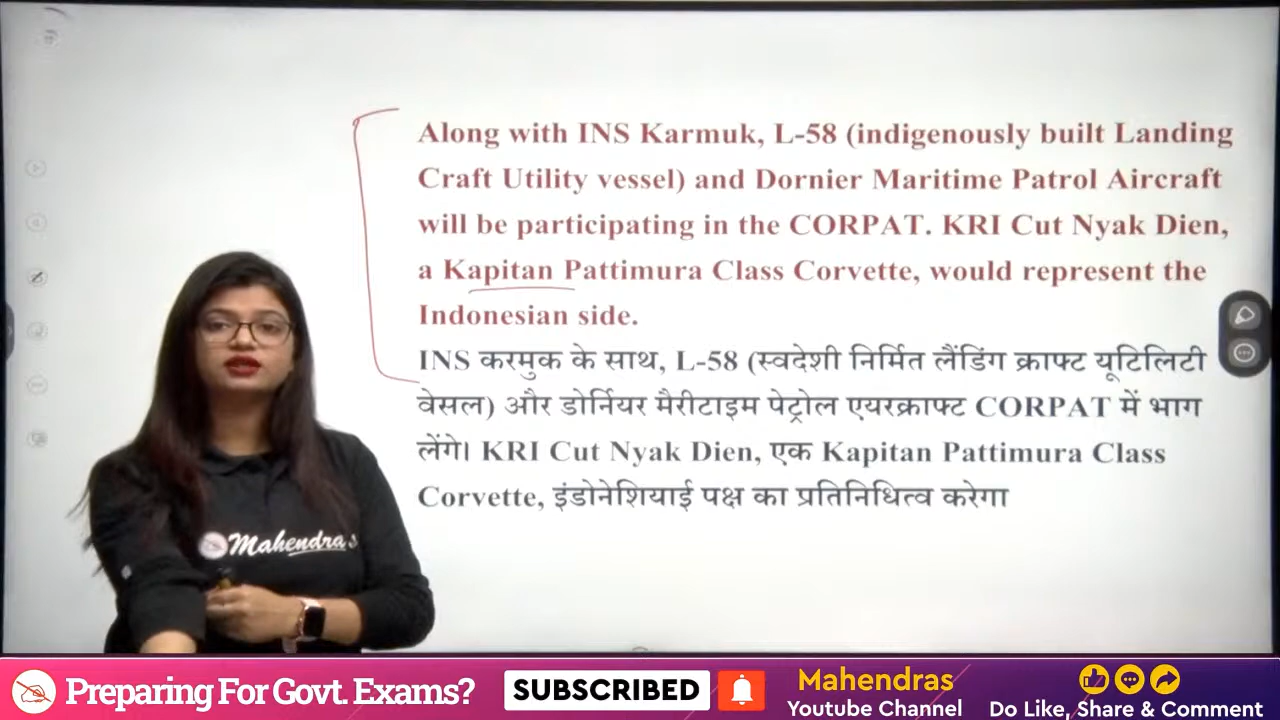 Along with INS Karmuk, L-58 (indigenously built Landing
Craft Utility vessel) and Dornier Maritime Patrol Aircraft
will be participating in the CORPAT. KRI Cut Nyak Dien,
a Kapitan Pattimura Class Corvette, would represent the
Indonesian side.
INS करमुक के साथ, L-58 (स्वदेशी निर्मित लैंडिंग क्राफ्ट यूटिलिटी
वेसल) और डोर्नियर मैरीटाइम पेट्रोल एयरक्राफ्ट CORPAT में भाग
लेंगे। KRI Cut Nyak Dien, एक Kapitan Pattimura Class
Corvette, इंडोनेशियाई पक्ष का प्रतिनिधित्व करेगा
Mahendra's
Preparing For Govt. Exams?
SUBSCRIBED
Mahendras
Youtube Channel
Do Like, Share & Comment